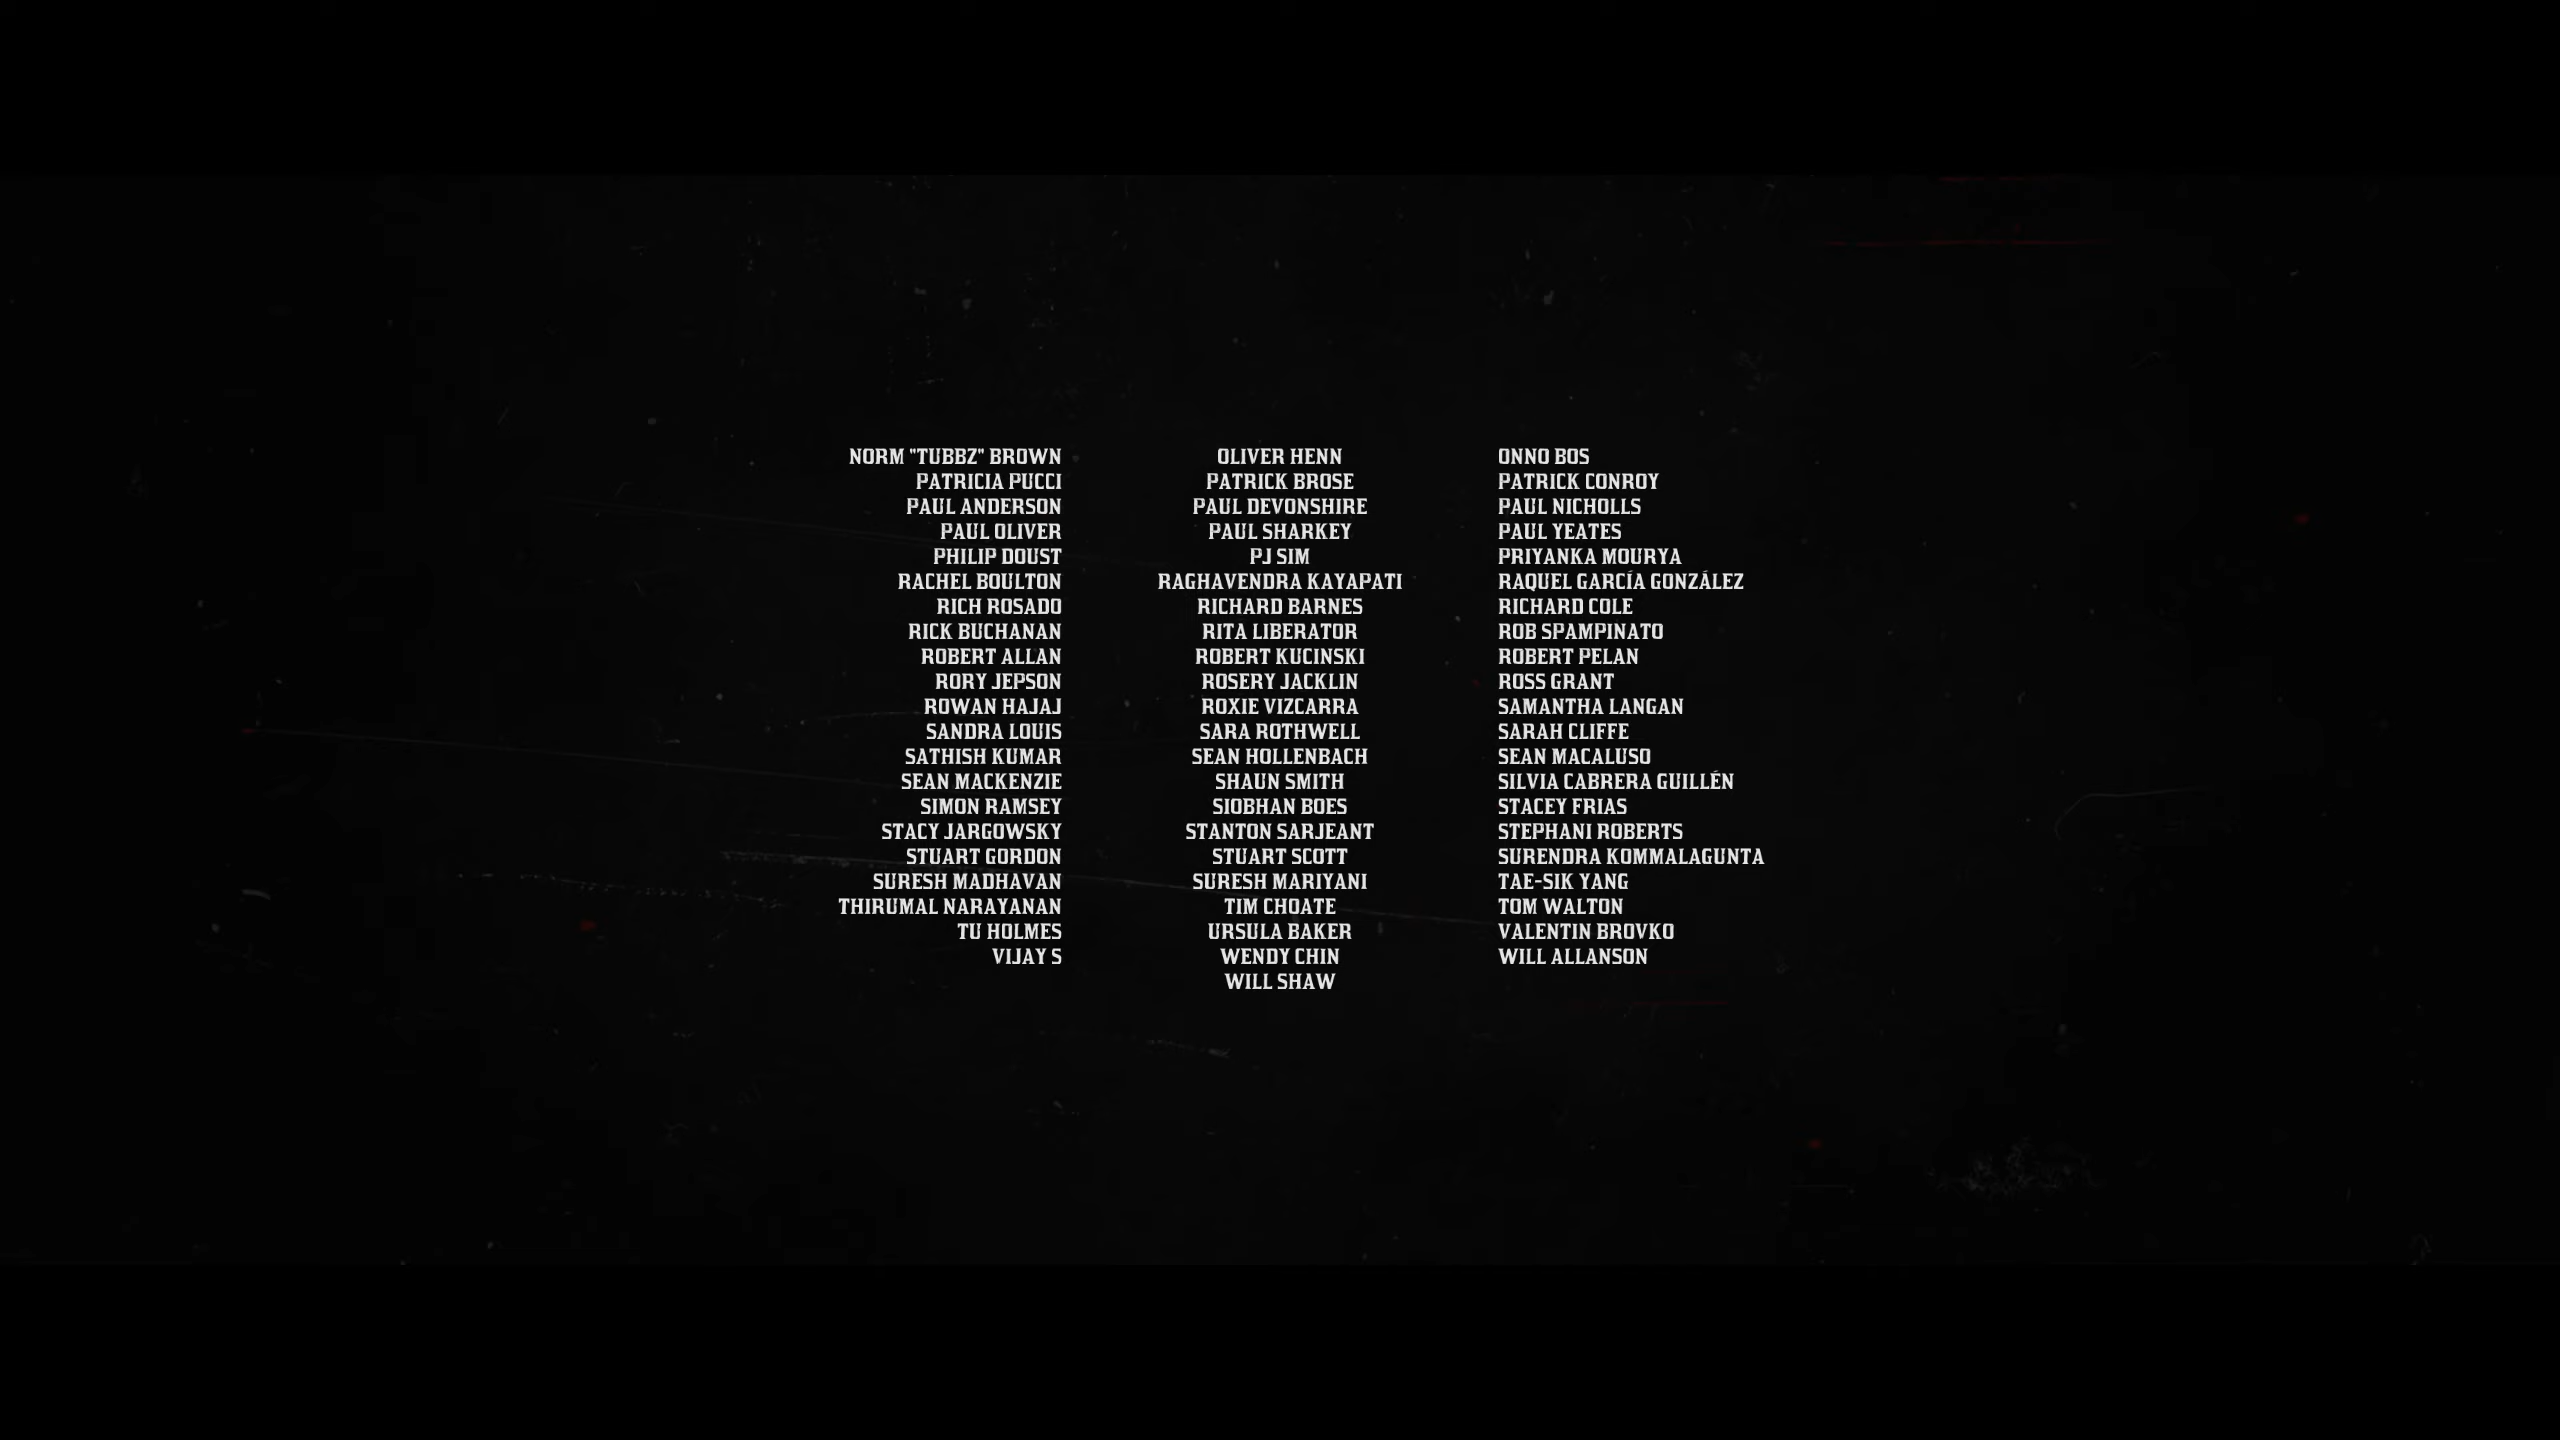 NORM "TUBBZ" BROWN OLIVER HENN ONNO BOS
PATRICIA PUCCI PATRICK BROSE PATRICK CONROY
PAUL ANDERSON PAUL DEVONSHIRE PAUL NICHOLLS
PAUL OLIVER PAUL SHARKEY PAUL YEATES
PHILIP DOUST PJ SIM PRIYANKA MOURYA
RACHEL BOULTON RAGHAVENDRA KAYAPATI RAQUEL GARCÍA GONZÁLEZ
RICH ROSADO RICHARD BARNES RICHARD COLE
RICK BUCHANAN RITA LIBERATOR ROB SPAMPINATO
ROBERT ALLAN ROBERT KUCINSKI ROBERT PELAN
RORY JEPSON ROSERY JACKLIN ROSS GRANT
ROWAN HAJAJ ROXIE VIZCARRA SAMANTHA LANGAN
SANDRA LOUIS SARA ROTHWELL SARAH CLIFFE
SATHISH KUMAR SEAN HOLLENBACH SEAN MACALUSO
SEAN MACKENZIE SHAUN SMITH SILVIA CABRERA GUILLÉN
SIMON RAMSEY SIOBHAN BOES STACEY FRIAS
STACY JARGOWSKY STANTON SARJEANT STEPHANI ROBERTS
STUART GORDON STUART SCOTT SURENDRA KOMMALAGUNTA
SURESH MADHAVAN SURESH MARIYANI TAE-SIK YANG
THIRUMAL NARAYANAN TIM CHOATE TOM WALTON
TU HOLMES URSULA BAKER VALENTIN BROVKO
VIJAY S WENDY CHIN WILL ALLANSON
WILL SHAW